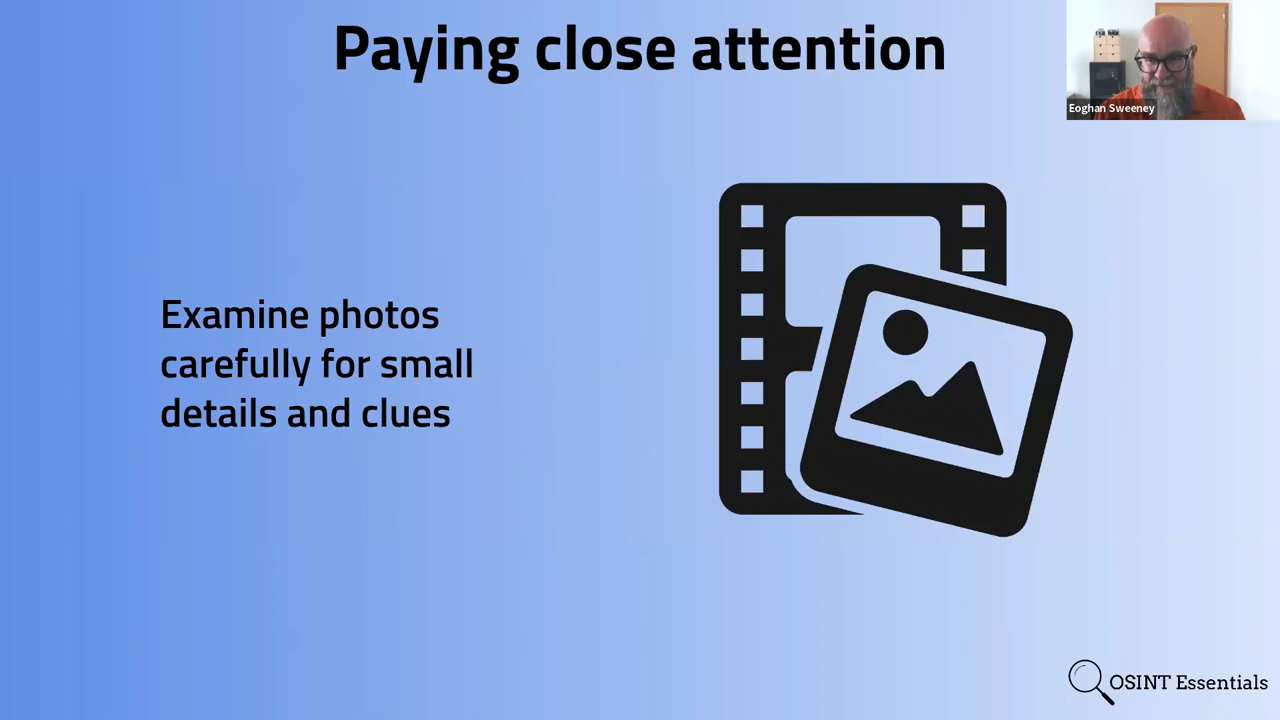 Paying close attention
Eoghan Sweeney
Examine photos
carefully for small
details and clues
OSINT Essentials